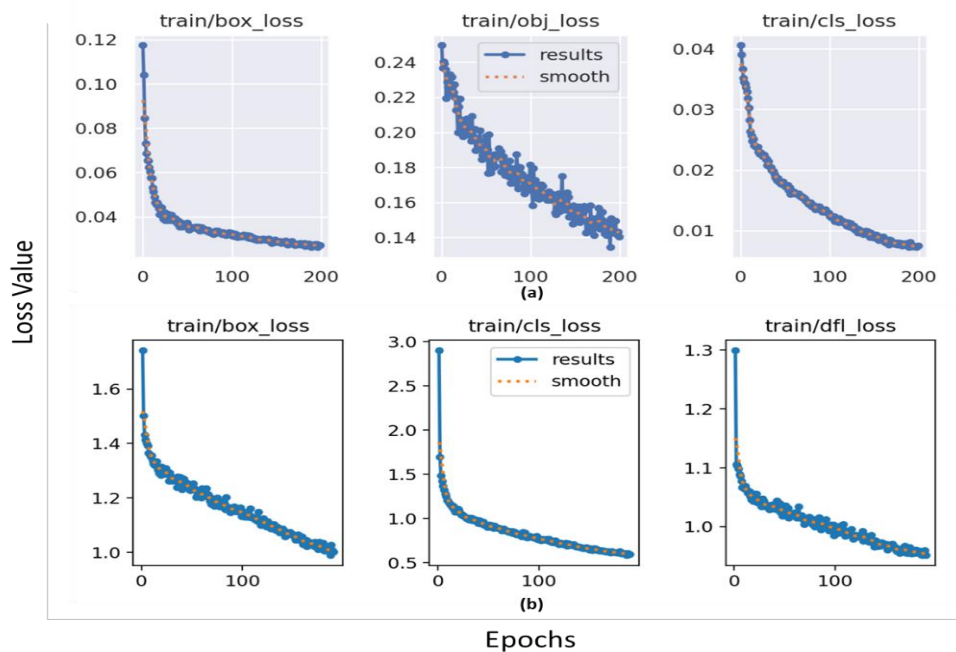 Loss Value
train/box_loss
0.12
0.10
0.08
0.06
0.04
0 100 200
train/obj_loss
results
smooth
0.24
0.22
0.20
0.18
0.16
0.14
0 100 200
train/cls_loss
0.04
0.03
0.02
0.01
0 100 200
(a)
train/box_loss
1.6
1.4
1.2
1.0
0 100
train/cls_loss
results
smooth
3.0
2.5
2.0
1.5
1.0
0.5
0 100
train/dfl_loss
1.3
1.2
1.1
1.0
0 100
(b)
Epochs